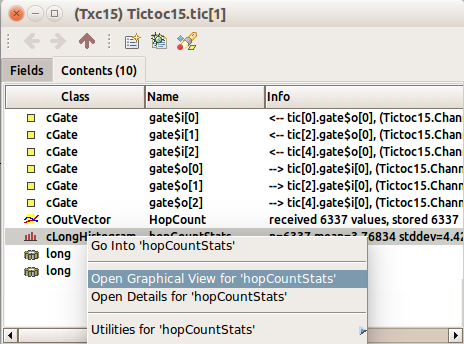 (Txc15) Tictoc15.tic[1]
Fields Contents (10)
Class Name Info
cGate gate$i[0] <-- tic[0].gate$o[0], (Tictoc15.Chann
cGate gate$i[1] <-- tic[2].gate$o[0], (Tictoc15.Chann
cGate gate$i[2] <-- tic[4].gate$o[0], (Tictoc15.Chann
cGate gate$o[0] --> tic[0].gate$i[0], (Tictoc15.Chann
cGate gate$o[1] --> tic[2].gate$i[0], (Tictoc15.Chann
cGate gate$o[2] --> tic[4].gate$i[0], (Tictoc15.Chann
cOutVector HopCount received 6337 values, stored 6337
cLongHistogram hopCountStats n=6337 mean=3.76834 stddev=4.42
long
long
Go Into 'hopCountStats'
Open Graphical View for 'hopCountStats'
Open Details for 'hopCountStats'
Utilities for 'hopCountStats'